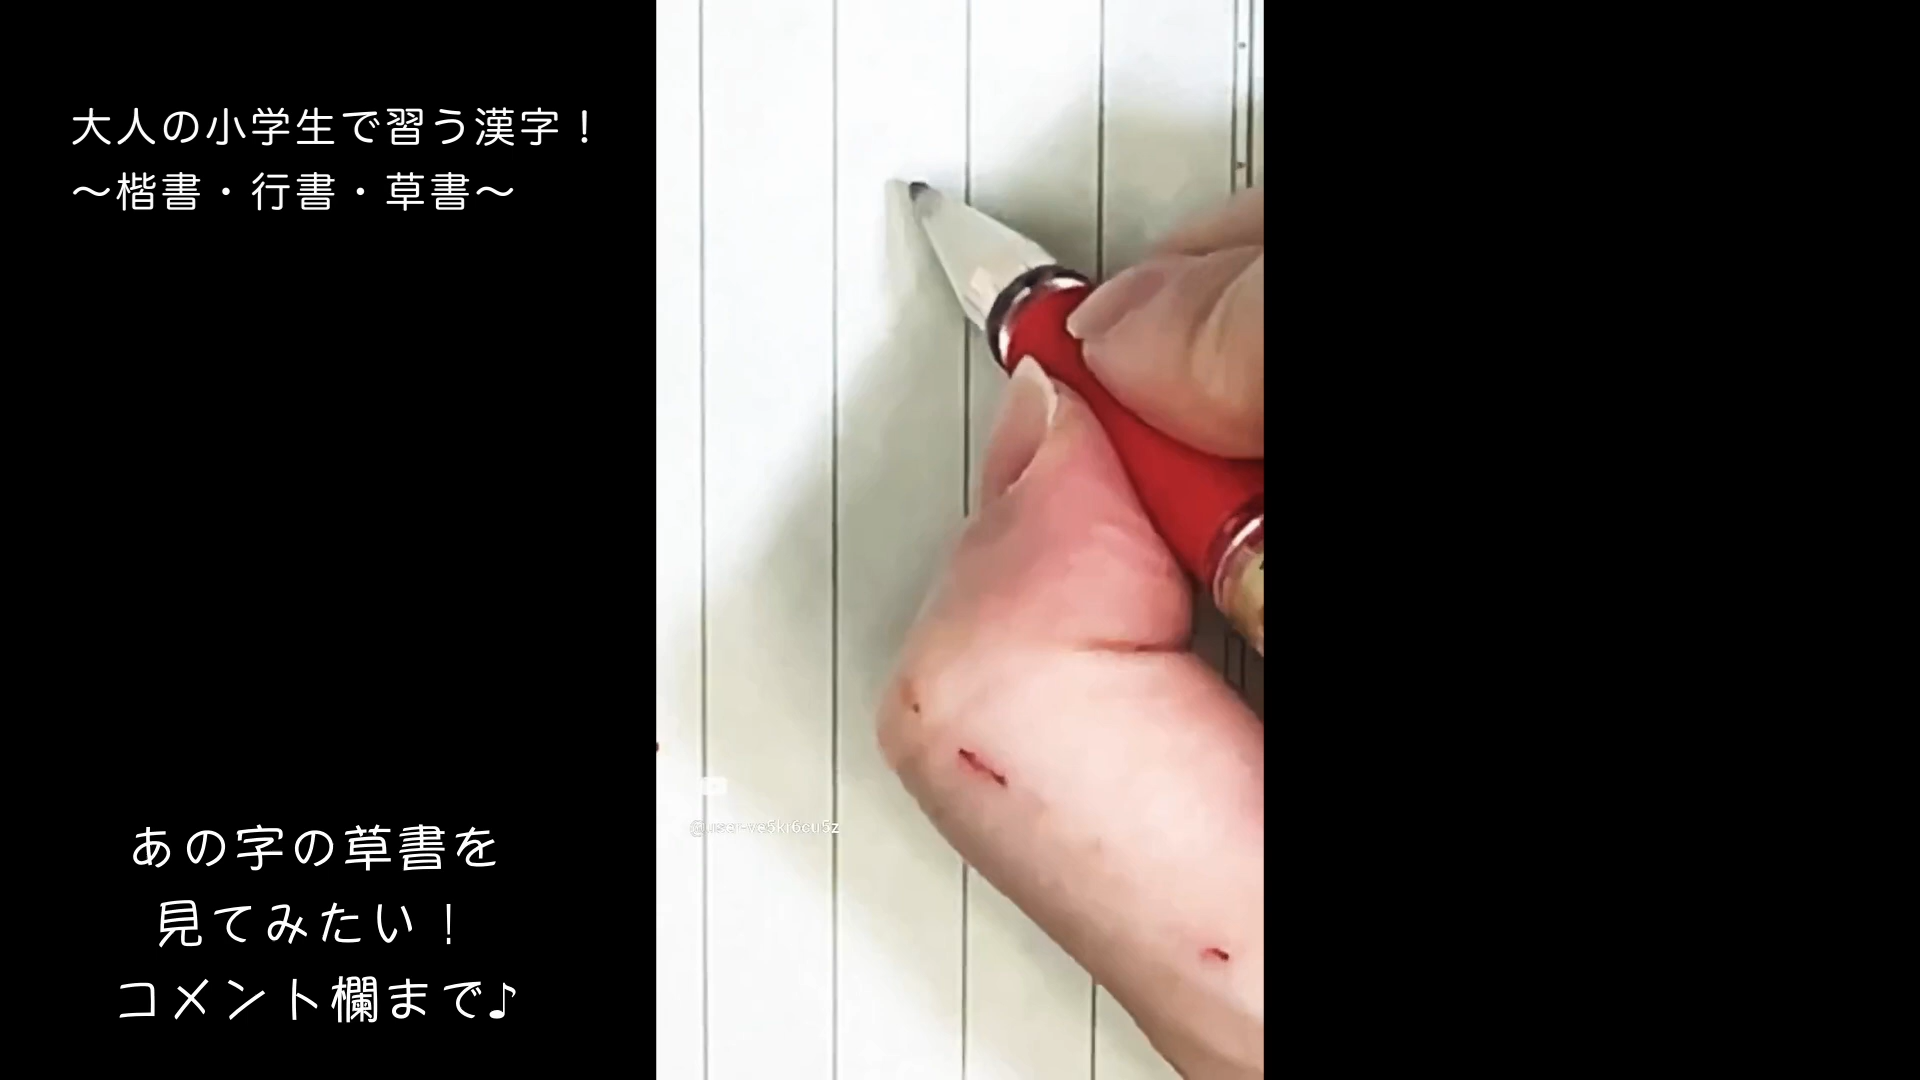 大人の小学生で習う漢字！
〜楷書・行書・草書〜
あの字の草書を
見てみたい！
コメント欄まで♪